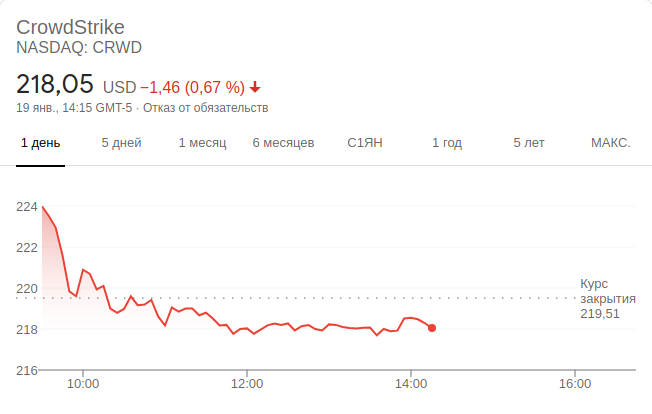 CrowdStrike
NASDAQ: CRWD
218,05 USD −1,46 (0,67 %)
19 янв., 14:15 GMT-5 · Отказ от обязательств
1 день 5 дней 1 месяц 6 месяцев С1ЯН 1 год 5 лет МАКС.
224
222
220
218
216
Курс
закрытия
219,51
10:00 12:00 14:00 16:00